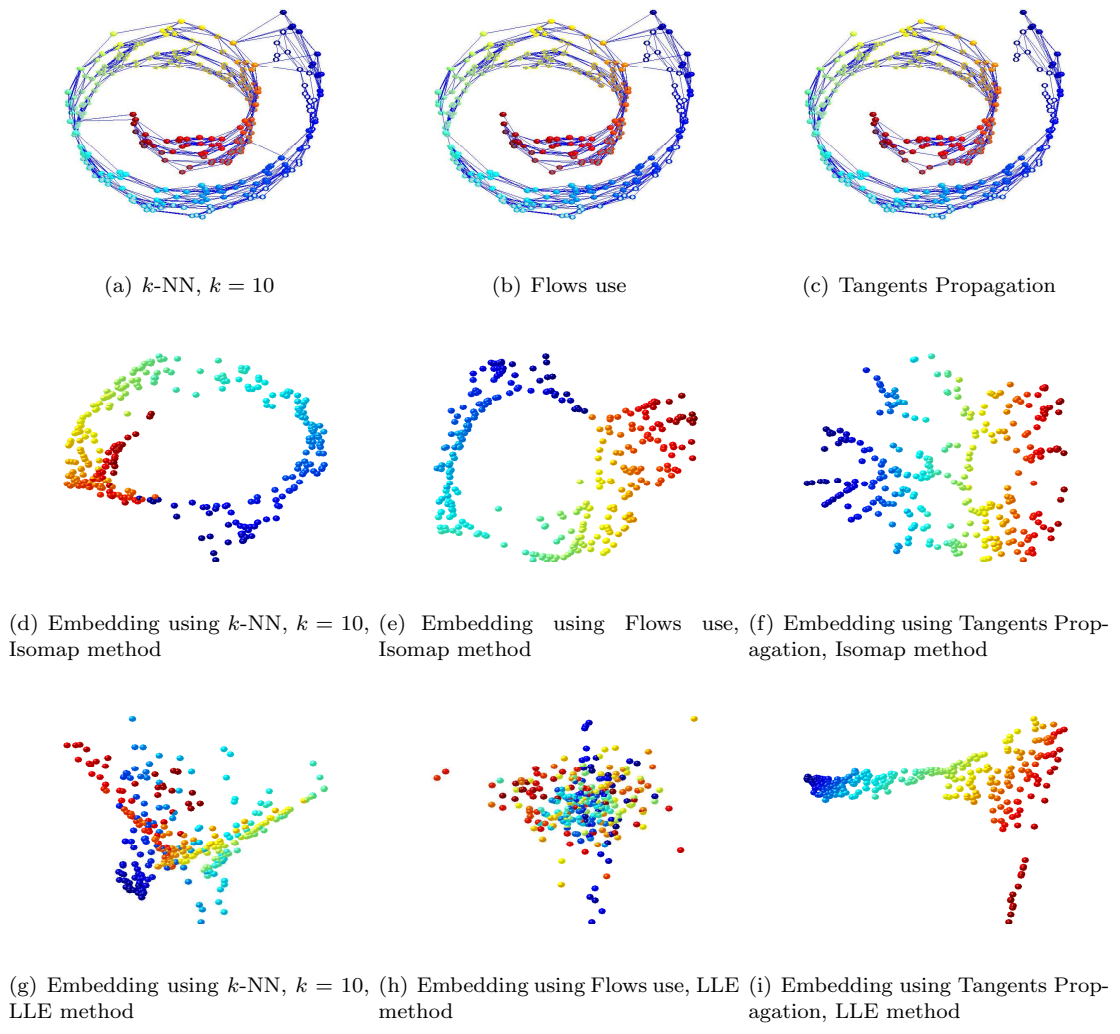 (a) k-NN, k = 10
(b) Flows use
(c) Tangents Propagation
(d) Embedding using k-NN, k = 10,
Isomap method
(e) Embedding using Flows use,
Isomap method
(f) Embedding using Tangents Prop-
agation, Isomap method
(g) Embedding using k-NN, k = 10,
LLE method
(h) Embedding using Flows use, LLE
method
(i) Embedding using Tangents Prop-
agation, LLE method